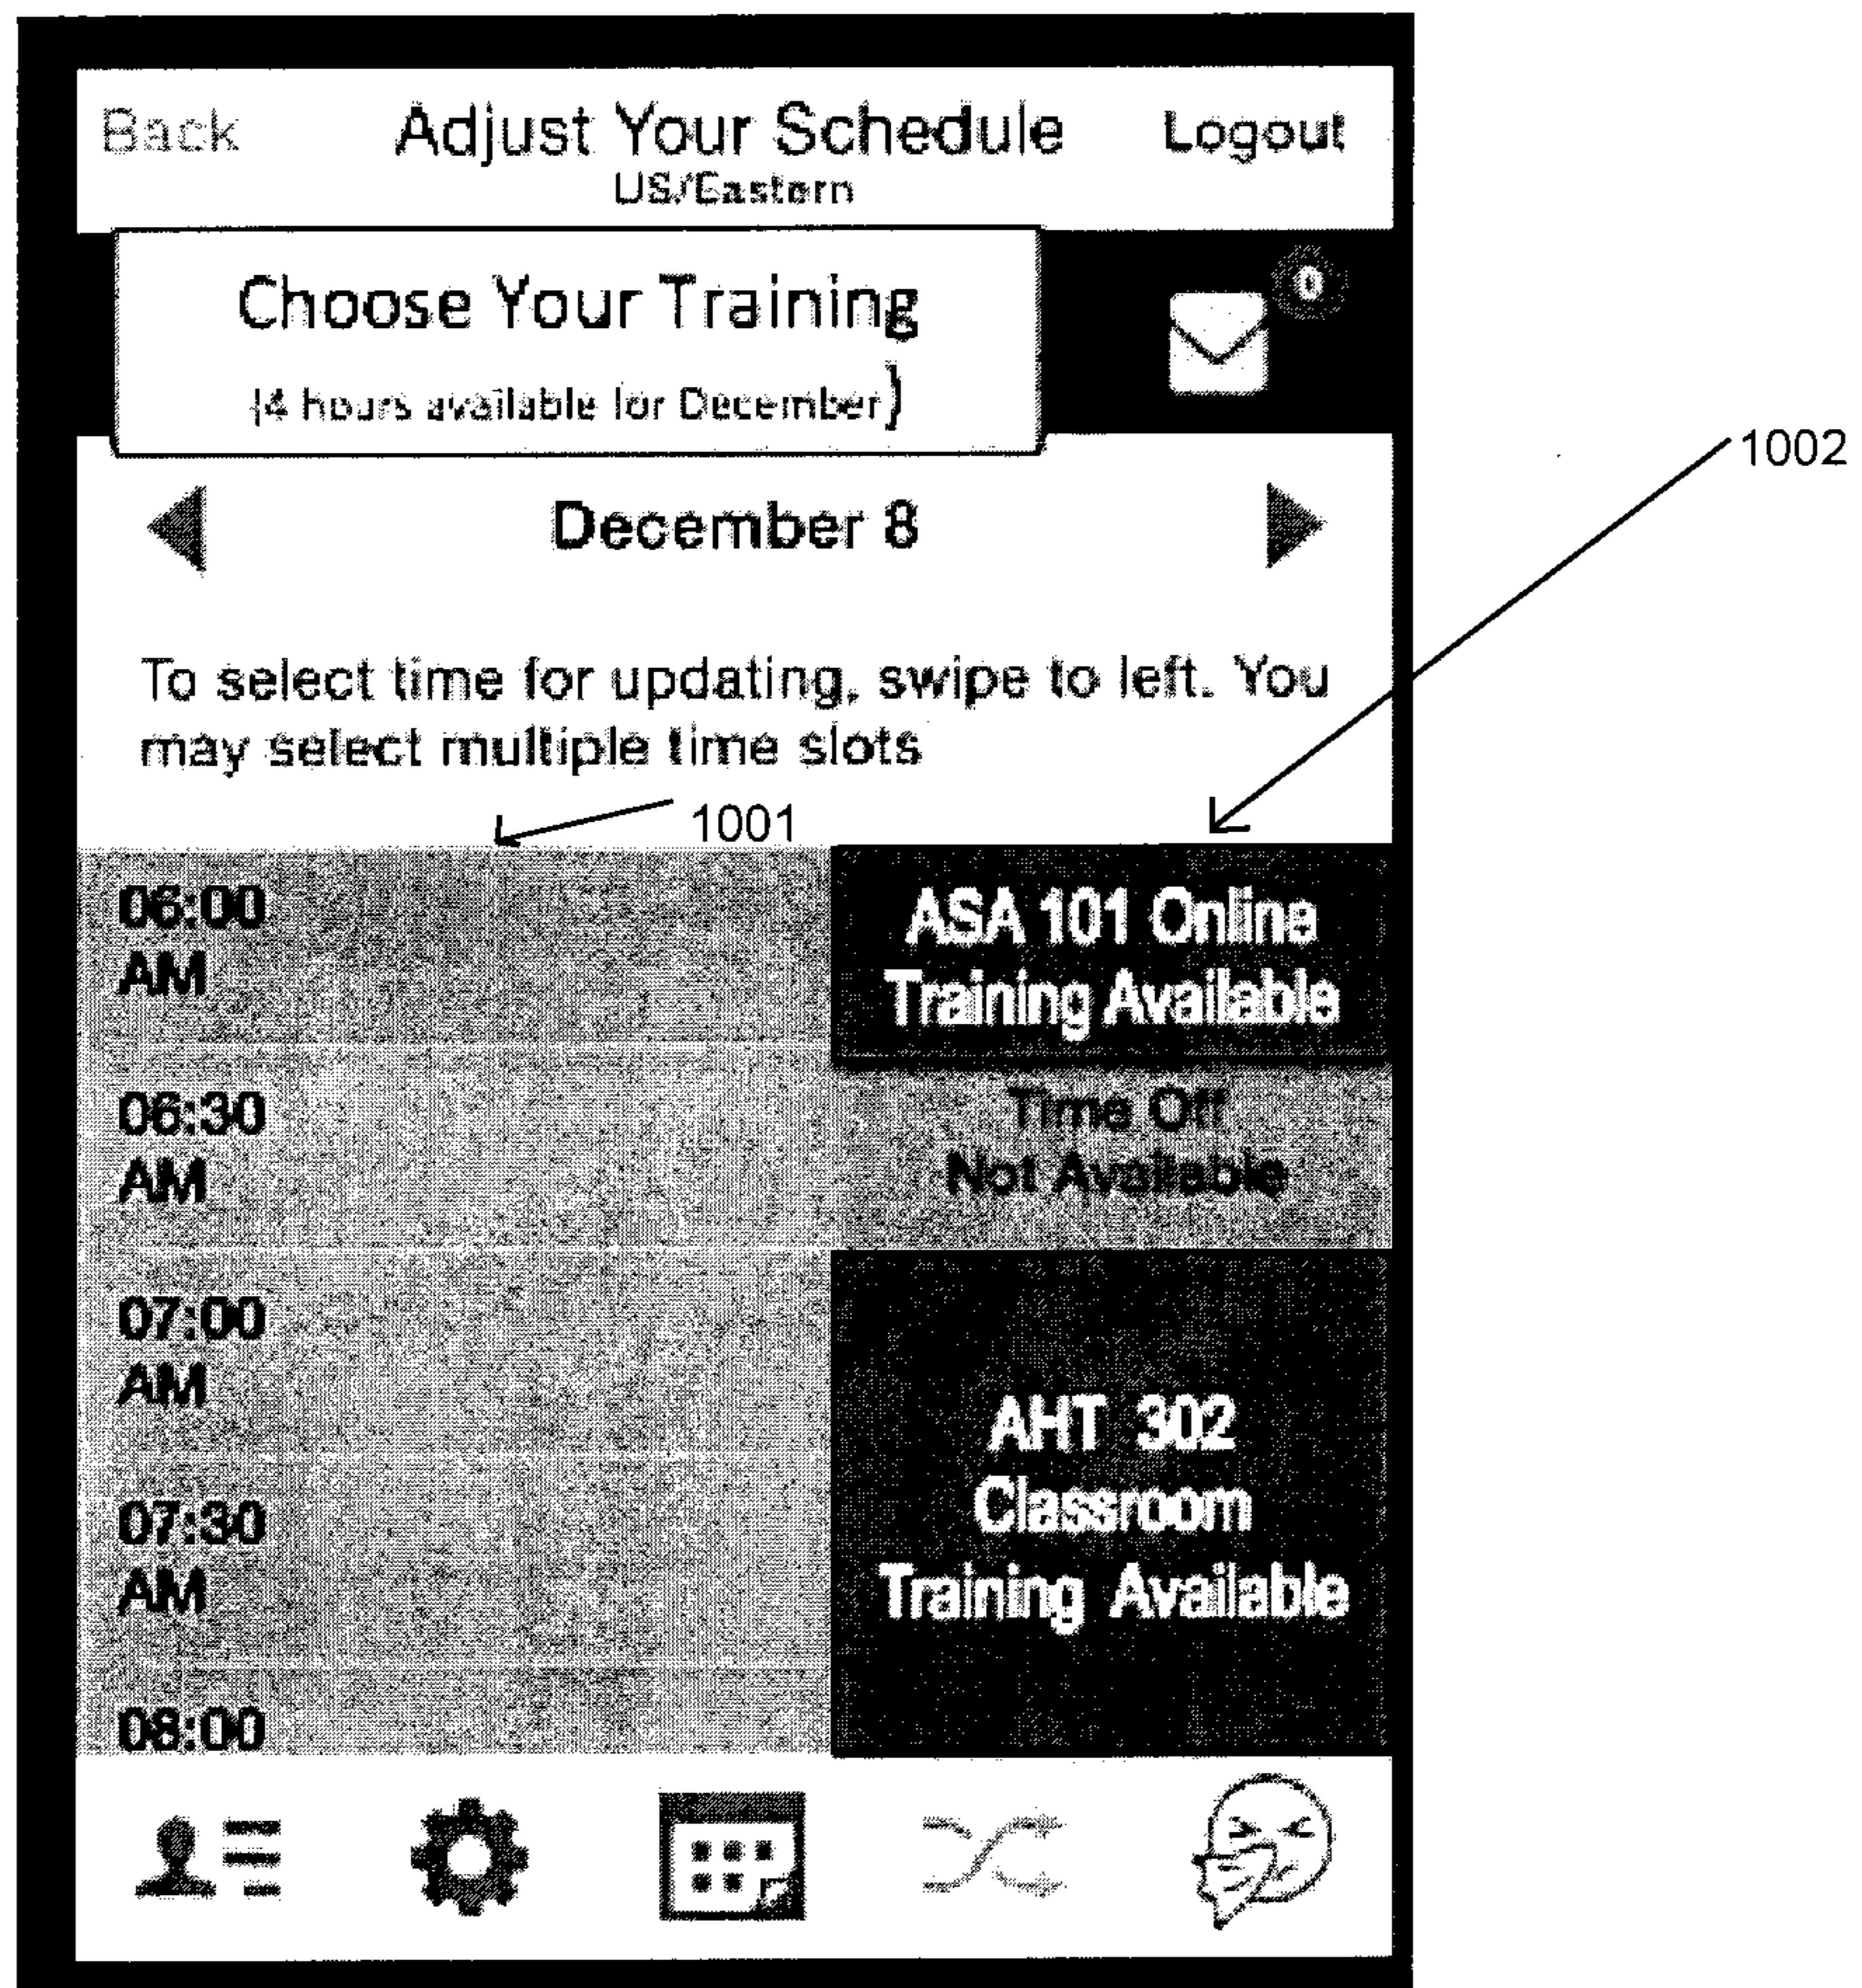 Back Adjust Your Schedule Logout
US/Eastern
0
Choose Your Training
(4 hours available for December)
1002
December 8
To select time for updating, swipe to left. You
may select multiple time slots
1001
06:00
AM
ASA 101 Online
Training Available
06:30
AM
Time Off
Not Available
07:00
AM
07:30
AM
AHT 302
Classroom
Training Available
08:00